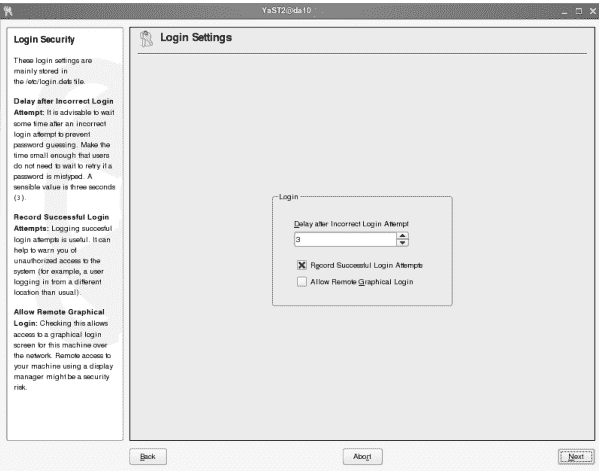 YaST2@da10
Login Security
These login settings are
mainly stored in
the /etc/login.defs file.
Delay after Incorrect Login
Attempt: It is advisable to wait
some time after an incorrect
login attempt to prevent
password guessing. Make the
time small enough that users
do not need to wait to retry if a
password is mistyped. A
sensible value is three seconds
(3).
Record Successful Login
Attempts: Logging succesful
login attempts is useful. It can
help to warn you of
unauthorized access to the
system (for example, a user
logging in from a different
location than usual).
Allow Remote Graphical
Login: Checking this allows
access to a graphical login
screen for this machine over
the network. Remote access to
your machine using a display
manager might be a security
risk.
Login Settings
Login
Delay after Incorrect Login Attempt
3
Record Successful Login Attempts
Allow Remote Graphical Login
Back
Abort
Next